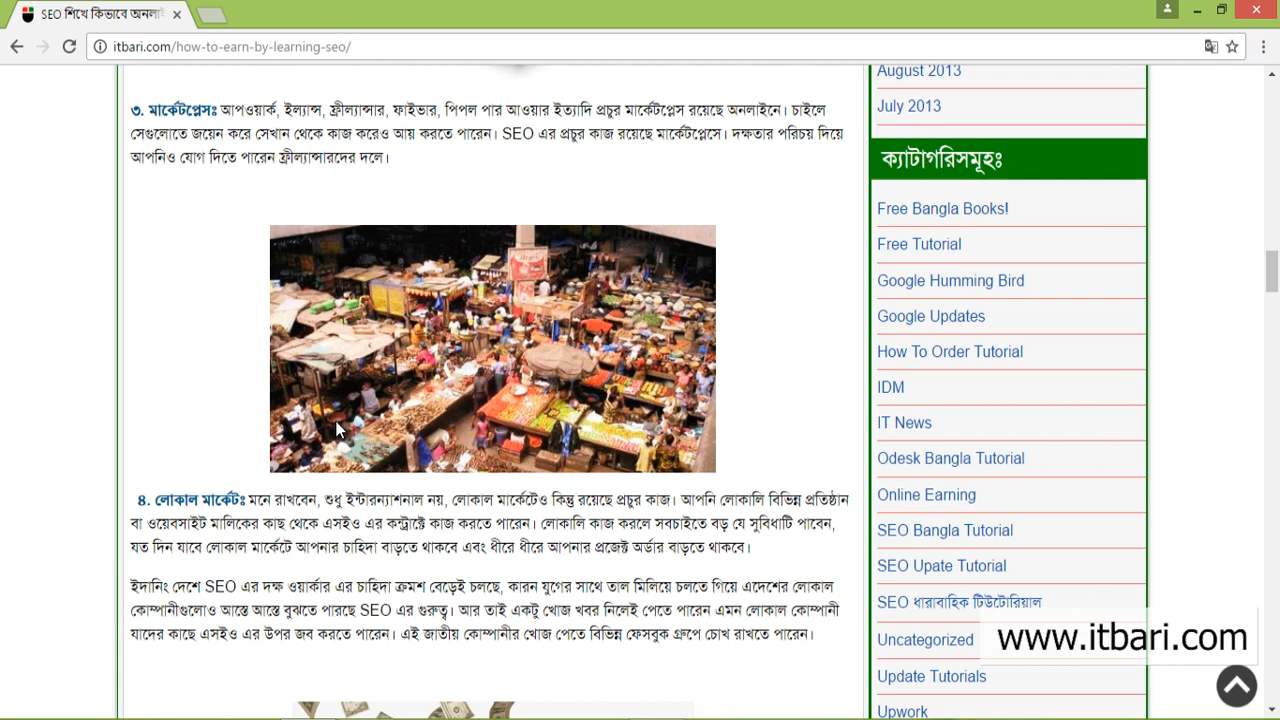 SEO শিখে কিভাবে অনলাই
itbari.com/how-to-earn-by-learning-seo/
৩. মার্কেটপ্লেসঃ আপওয়ার্ক, ইল্যান্স, ফ্রীল্যান্সার, ফাইভার, পিপল পার আওয়ার ইত্যাদি প্রচুর মার্কেটপ্লেস রয়েছে অনলাইনে। চাইলে
সেগুলোতে জয়েন করে সেখান থেকে কাজ করেও আয় করতে পারেন। SEO এর প্রচুর কাজ রয়েছে মার্কেটপ্লেসে। দক্ষতার পরিচয় দিয়ে
আপনিও যোগ দিতে পারেন ফ্রীল্যান্সারদের দলে।
৪. লোকাল মার্কেটঃ মনে রাখবেন, শুধু ইন্টারন্যাশনাল নয়, লোকাল মার্কেটেও কিন্তু রয়েছে প্রচুর কাজ। আপনি লোকালি বিভিন্ন প্রতিষ্ঠান
বা ওয়েবসাইট মালিকের কাছ থেকে এসইও এর কন্ট্রাক্টে কাজ করতে পারেন। লোকালি কাজ করলে সবচাইতে বড় যে সুবিধাটি পাবেন,
যত দিন যাবে লোকাল মার্কেটে আপনার চাহিদা বাড়তে থাকবে এবং ধীরে ধীরে আপনার প্রজেক্ট অর্ডার বাড়তে থাকবে।
ইদানিং দেশে SEO এর দক্ষ ওয়ার্কার এর চাহিদা ক্রমশ বেড়েই চলছে, কারন যুগের সাথে তাল মিলিয়ে চলতে গিয়ে এদেশের লোকাল
কোম্পানীগুলোও আস্তে আস্তে বুঝতে পারছে SEO এর গুরুত্ব। আর তাই একটু খোজ খবর নিলেই পেতে পারেন এমন লোকাল কোম্পানী
যাদের কাছে এসইও এর উপর জব করতে পারেন। এই জাতীয় কোম্পানীর খোজ পেতে বিভিন্ন ফেসবুক গ্রুপে চোখ রাখতে পারেন।
August 2013
July 2013
ক্যাটাগরিসমূহঃ
Free Bangla Books!
Free Tutorial
Google Humming Bird
Google Updates
How To Order Tutorial
IDM
IT News
Odesk Bangla Tutorial
Online Earning
SEO Bangla Tutorial
SEO Upate Tutorial
SEO ধারাবাহিক টিউটোরিয়াল
Uncategorized
Update Tutorials
Upwork
www.itbari.com